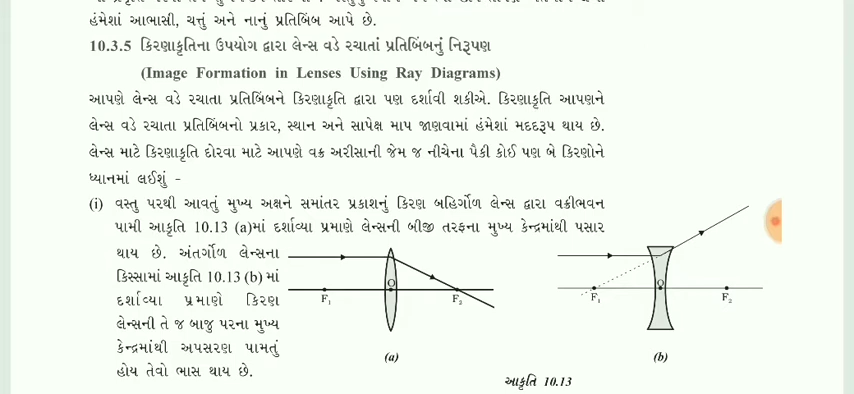 હંમેશાં આભાસી, ચત્તું અને નાનું પ્રતિબિંબ આપે છે.
10.3.5 કિરણાકૃતિના ઉપયોગ દ્વારા લેન્સ વડે રચાતાં પ્રતિબિંબનું નિરૂપણ
(Image Formation in Lenses Using Ray Diagrams)
આપણે લેન્સ વડે રચાતા પ્રતિબિંબને કિરણાકૃતિ દ્વારા પણ દર્શાવી શકીએ. કિરણાકૃતિ આપણને
લેન્સ વડે રચાતા પ્રતિબિંબનો પ્રકાર, સ્થાન અને સાપેક્ષ માપ જાણવામાં હંમેશાં મદદરૂપ થાય છે.
લેન્સ માટે કિરણાકૃતિ દોરવા માટે આપણે વક્ર અરીસાની જેમ જ નીચેના પૈકી કોઈ પણ બે કિરણોને
ધ્યાનમાં લઈશું -
(i) વસ્તુ પરથી આવતું મુખ્ય અક્ષને સમાંતર પ્રકાશનું કિરણ બહિર્ગોળ લેન્સ દ્વારા વક્રીભવન
પામી આકૃતિ 10.13 (a)માં દર્શાવ્યા પ્રમાણે લેન્સની બીજી તરફના મુખ્ય કેન્દ્રમાંથી પસાર
થાય છે. અંતર્ગોળ લેન્સના
કિસ્સામાં આકૃતિ 10.13 (b) માં
દર્શાવ્યા પ્રમાણે કિરણ
લેન્સની તે જ બાજુ પરના મુખ્ય
કેન્દ્રમાંથી અપસરણ પામતું
હોય તેવો ભાસ થાય છે.
F₁ O F₂
(a)
F₁ O F₂
(b)
આકૃતિ 10.13